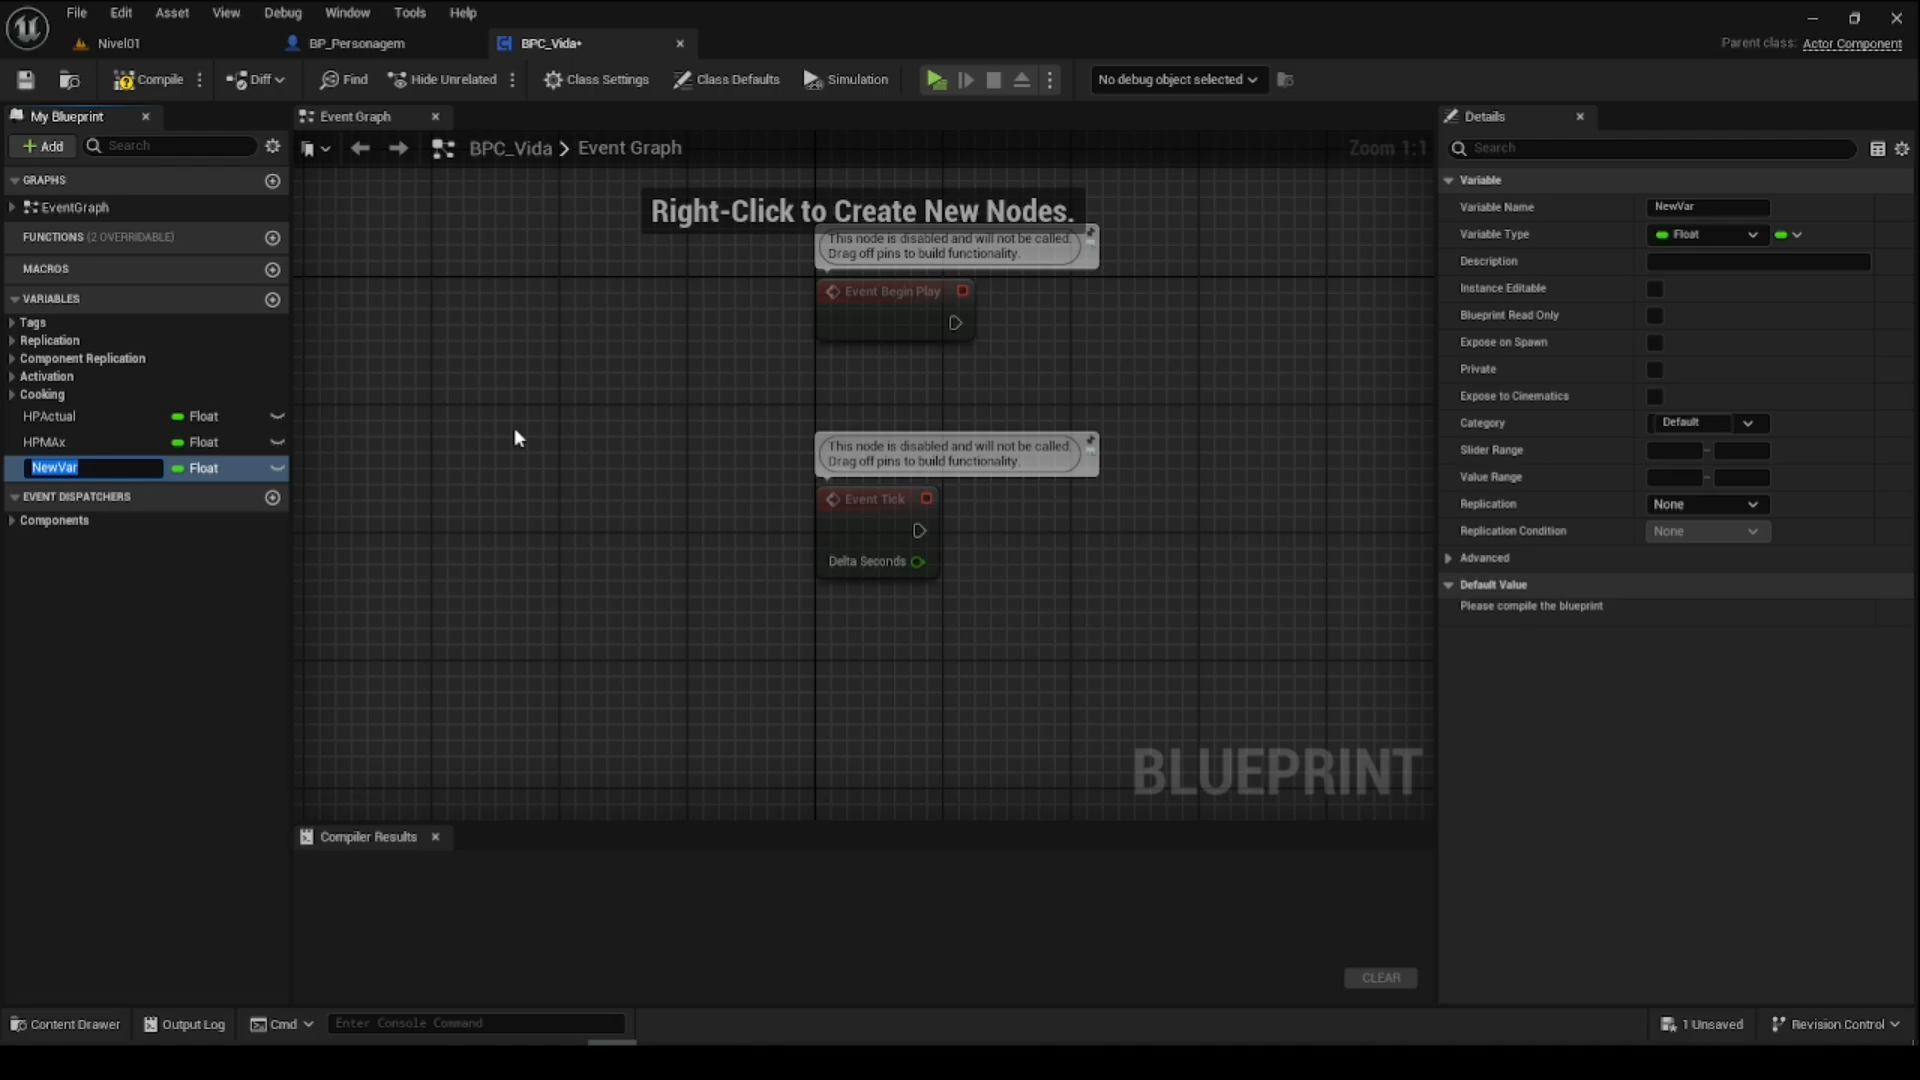 File Edit Asset View Debug Window Tools Help
Nivel01 BP_Personagem BPC_Vida•
Parent class: Actor Component
Compile Diff Find Hide Unrelated Class Settings Class Defaults Simulation No debug object selected
My Blueprint
Add Search
GRAPHS
EventGraph
FUNCTIONS (2 OVERRIDABLE)
MACROS
VARIABLES
Tags
Replication
Component Replication
Activation
Cooking
HPActual Float
HPMAx Float
NewVar Float
EVENT DISPATCHERS
Components
Event Graph
BPC_Vida > Event Graph
Zoom 1:1
Right-Click to Create New Nodes.
This node is disabled and will not be called.
Drag off pins to build functionality.
Event Begin Play
This node is disabled and will not be called.
Drag off pins to build functionality.
Event Tick
Delta Seconds
BLUEPRINT
Compiler Results
CLEAR
Details
Search
Variable
Variable Name NewVar
Variable Type Float
Description
Instance Editable
Blueprint Read Only
Expose on Spawn
Private
Expose to Cinematics
Category Default
Slider Range
Value Range
Replication None
Replication Condition None
Advanced
Default Value
Please compile the blueprint
Content Drawer Output Log Cmd Enter Console Command 1 Unsaved Revision Control